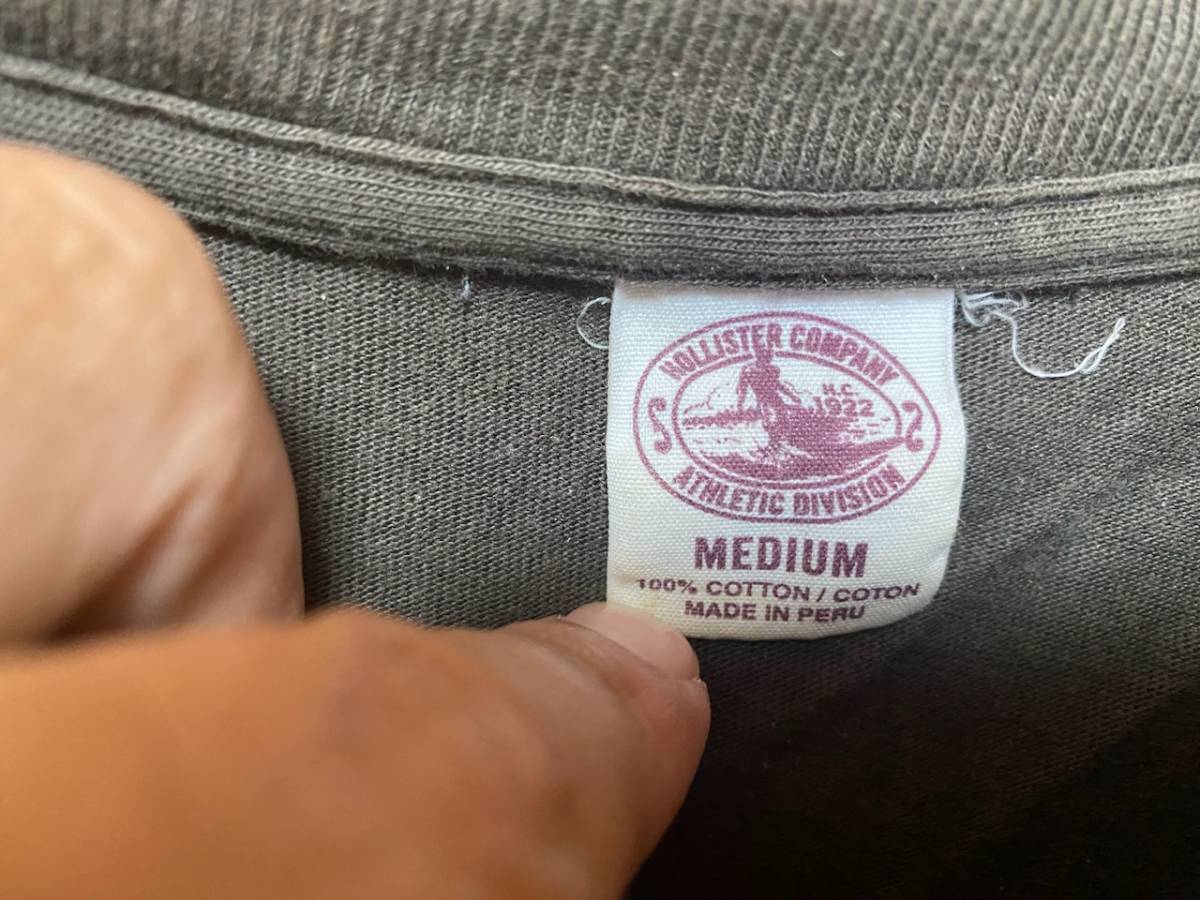 HOLLISTER COMPANY
H.C.
1922
ATHLETIC DIVISION
MEDIUM
100% COTTON / COTON
MADE IN PERU